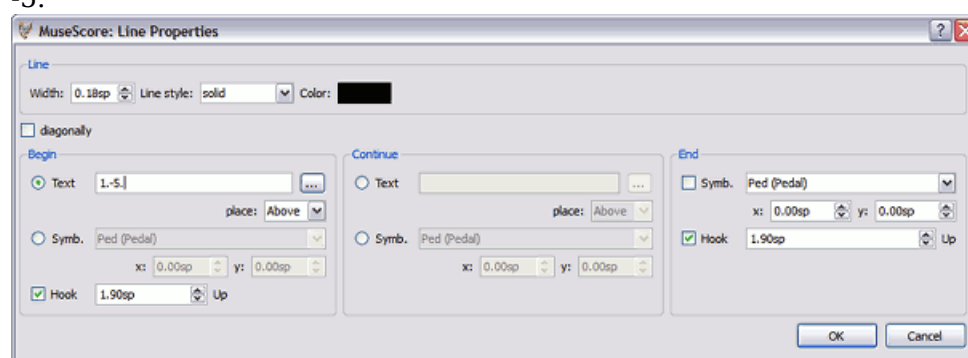 -5.
MuseScore: Line Properties
Line
Width: 0.18sp Line style: solid Color:
diagonally
Begin
Text 1.-5.
...
place: Above
Symb. Ped (Pedal)
x: 0.00sp y: 0.00sp
Hook 1.90sp Up
Continue
Text ...
place: Above
Symb. Ped (Pedal)
x: 0.00sp y: 0.00sp
End
Symb. Ped (Pedal)
x: 0.00sp y: 0.00sp
Hook 1.90sp Up
OK Cancel